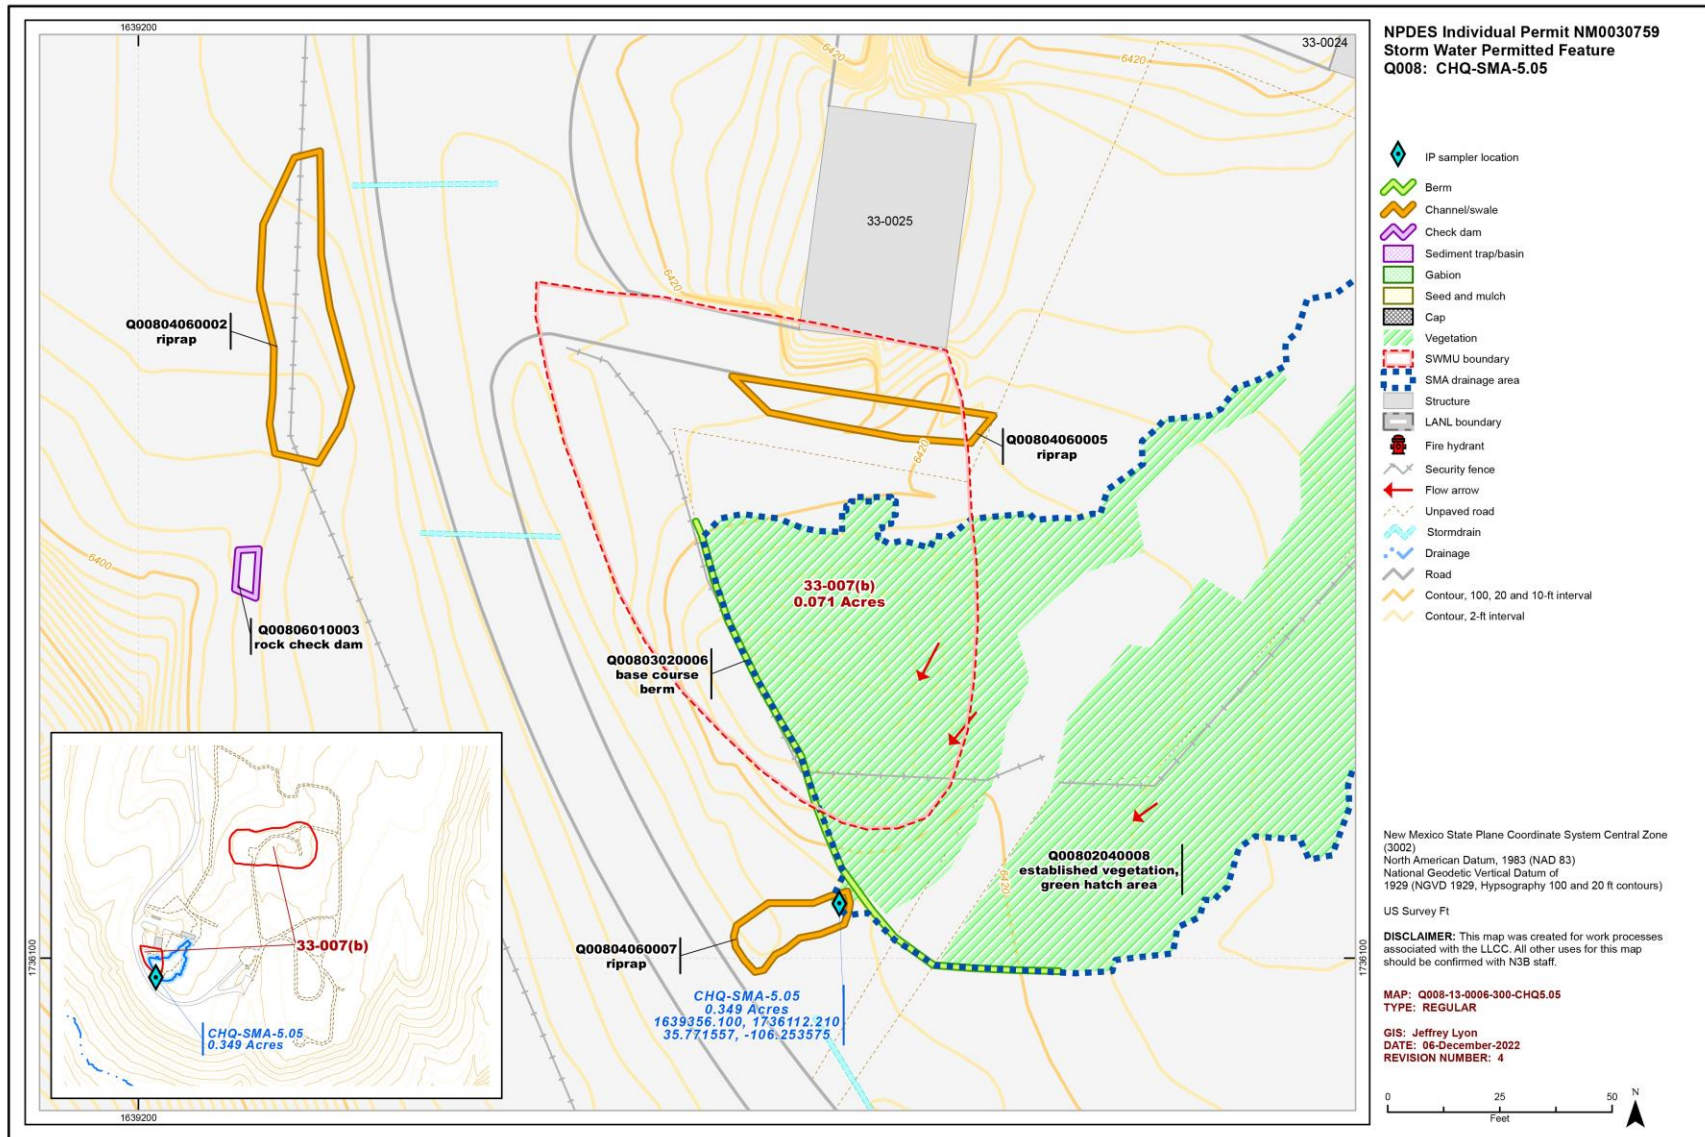 NPDES Individual Permit NM0030759
Storm Water Permitted Feature
Q008: CHQ-SMA-5.05
IP sampler location
Berm
Channel/swale
Check dam
Sediment trap/basin
Gabion
Seed and mulch
Cap
Vegetation
SWMU boundary
SMA drainage area
Structure
LANL boundary
Fire hydrant
Security fence
Flow arrow
Unpaved road
Stormdrain
Drainage
Road
Contour, 100, 20 and 10-ft interval
Contour, 2-ft interval
New Mexico State Plane Coordinate System Central Zone
(3002)
North American Datum, 1983 (NAD 83)
National Geodetic Vertical Datum of
1929 (NGVD 1929, Hypsography 100 and 20 ft contours)
US Survey Ft
DISCLAIMER: This map was created for work processes
associated with the LLCC. All other uses for this map
should be confirmed with N3B staff.
MAP: Q008-13-0006-300-CHQ5.05
TYPE: REGULAR
GIS: Jeffrey Lyon
DATE: 06-December-2022
REVISION NUMBER: 4
0 25 50
Feet
N
1639200
6420
6420
33-0024
33-0025
6420
Q00804060002
riprap
Q00804060005
riprap
6420
6400
33-007(b)
0.071 Acres
Q00806010003
rock check dam
Q00803020006
base course
berm
Q00802040008
established vegetation,
green hatch area
6420
Q00804060007
riprap
CHQ-SMA-5.05
0.349 Acres
1639356.100, 1736112.210
35.771557, -106.253575
33-007(b)
CHQ-SMA-5.05
0.349 Acres
1736100
1736100
1639200